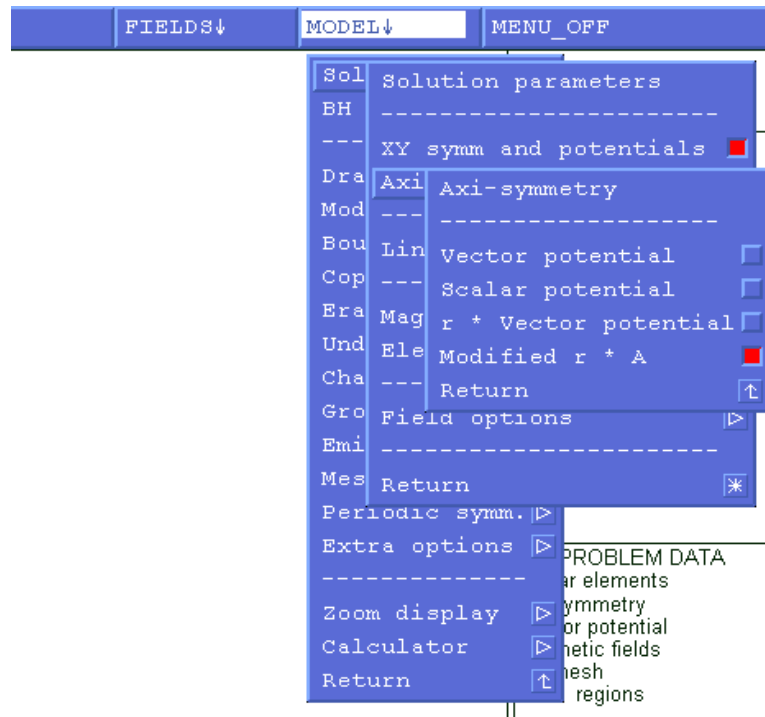 FIELDS↓ MODEL↓ MENU_OFF
Sol
BH
Dra
Mod
Bou
Cop
Era
Und
Cha
Gro
Emi
Mes
Periodic symm.
Extra options
Zoom display
Calculator
Return
Solution parameters
XY symm and potentials
Axi
Lin
Mag
Ele
Field options
Return
Axi-symmetry
Vector potential
Scalar potential
r * Vector potential
Modified r * A
Return
PROBLEM DATA
ar elements
ymmetry
or potential
netic fields
mesh
regions